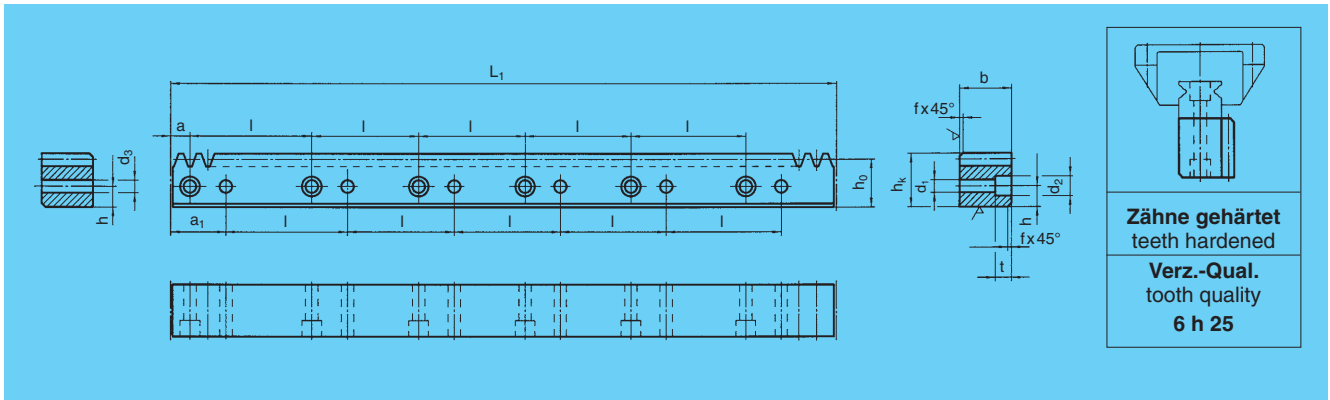 L₁
a l l l l l
d₃
h
h₀
a₁ l l l l l
b
f x 45°
hₖ
d₁
d₂
h
f x 45°
t
Zähne gehärtet
teeth hardened
Verz.-Qual.
tooth quality
6 h 25